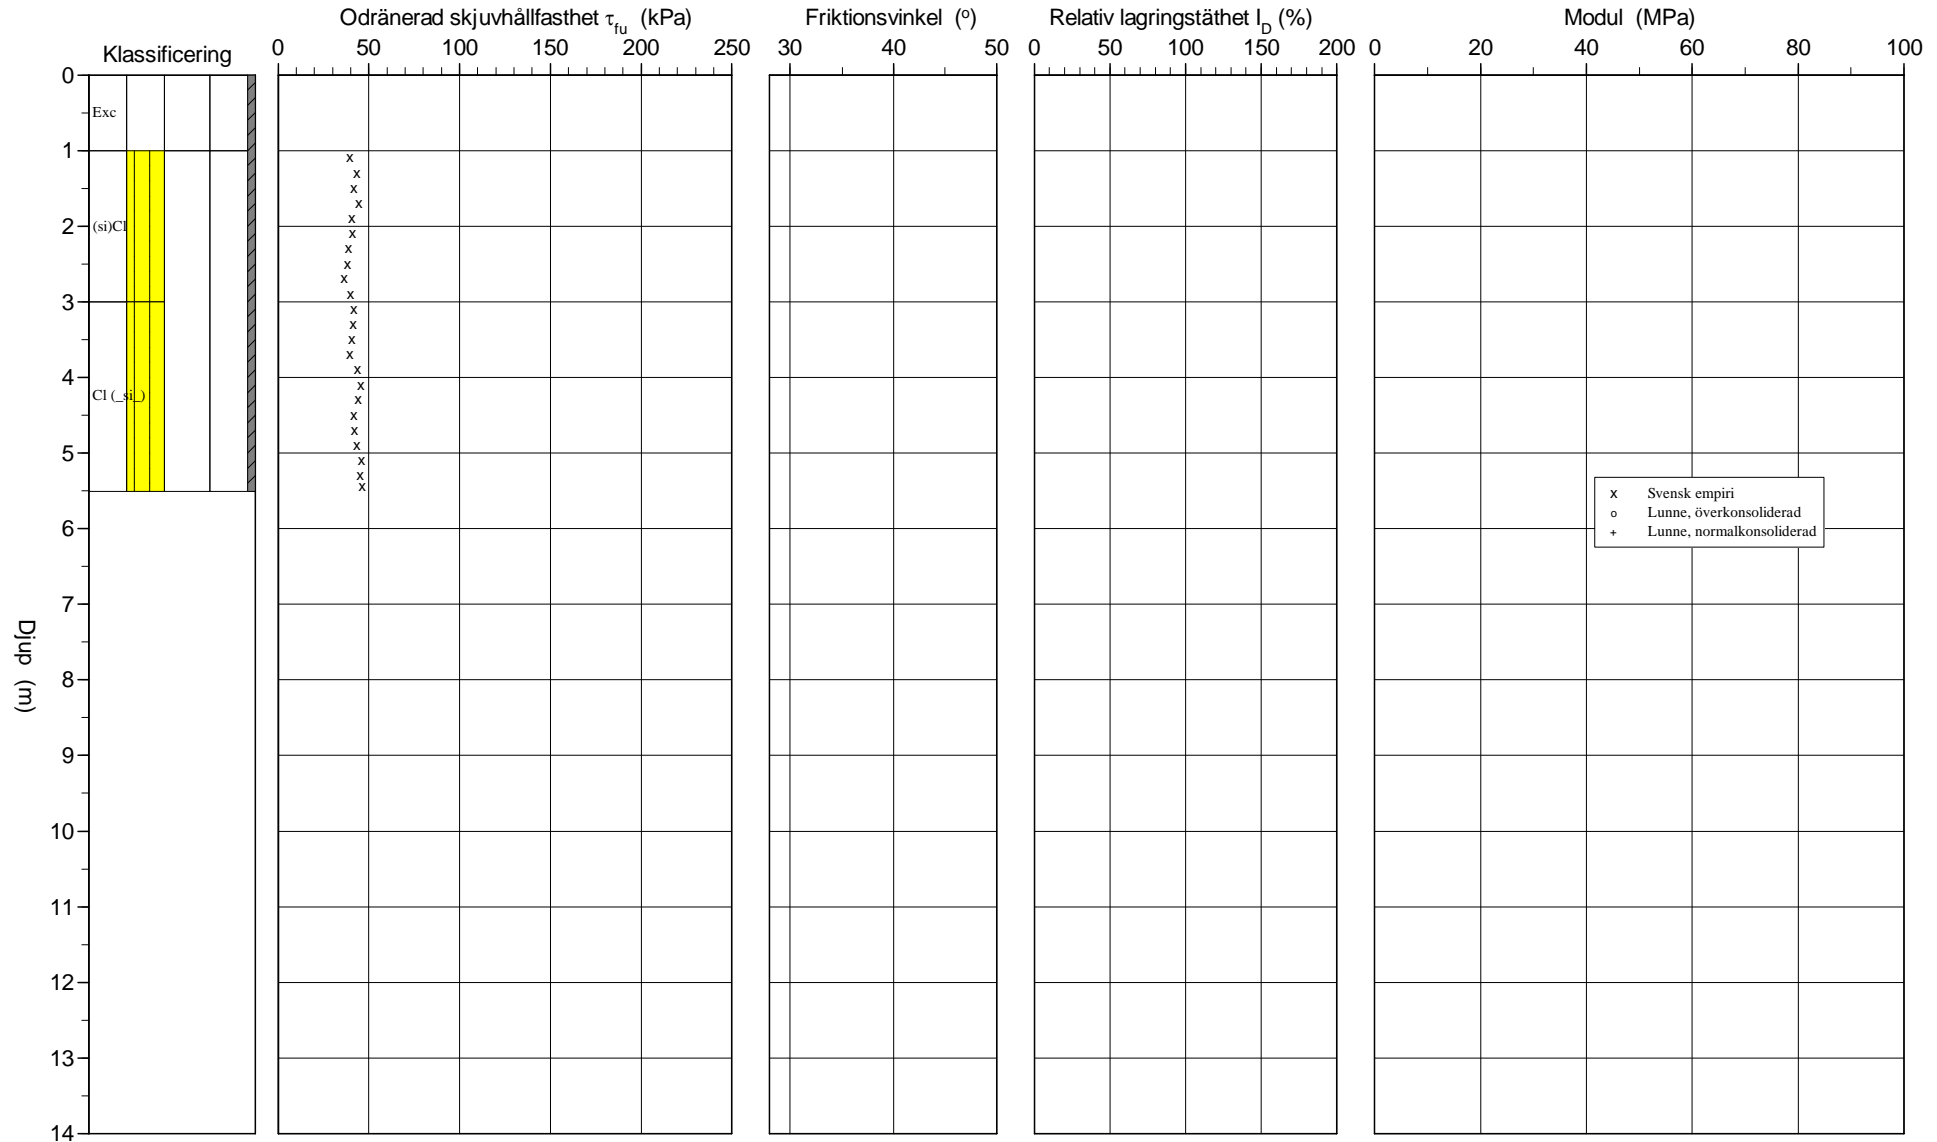 Odränerad skjuvhållfasthet τfu (kPa)
Friktionsvinkel (o)
Relativ lagringstäthet ID (%)
Modul (MPa)
Klassificering
0 50 100 150 200 250
30 40 50
0 50 100 150 200
0 20 40 60 80 100
0
Exc
1
2
(si)Cl
3
4
Cl (_si_)
5
6
7
8
9
10
11
12
13
14
Djup (m)
x Svensk empiri
o Lunne, överkonsoliderad
+ Lunne, normalkonsoliderad